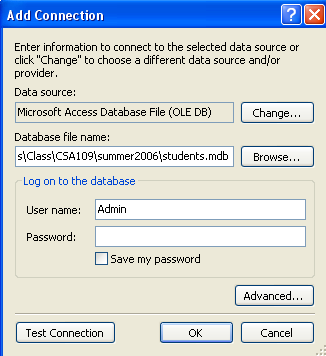 Add Connection
Enter information to connect to the selected data source or
click "Change" to choose a different data source and/or
provider.
Data source:
Microsoft Access Database File (OLE DB)
Change...
Database file name:
s\Class\CSA109\summer2006\students.mdb
Browse...
Log on to the database
User name:
Admin
Password:
Save my password
Advanced...
Test Connection
OK
Cancel